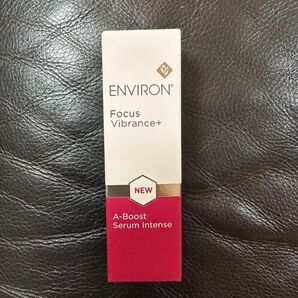 ENVIRON®
Focus
Vibrance+
NEW
A-Boost
Serum Intense